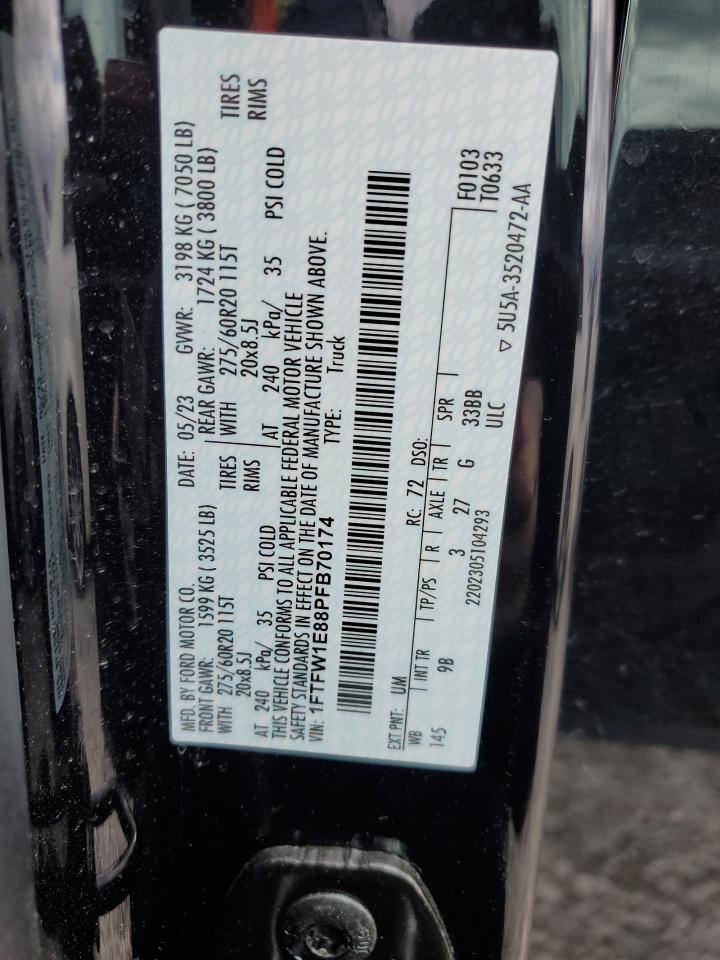 MFD. BY FORD MOTOR CO. DATE: 05/23 GVWR: 3198 KG ( 7050 LB)
FRONT GAWR: 1599 KG ( 3525 LB) REAR GAWR: 1724 KG ( 3800 LB)
WITH 275/60R20 115T TIRES WITH 275/60R20 115T TIRES
20x8.5J RIMS 20x8.5J RIMS
AT 240 kPa/ 35 PSI COLD AT 240 kPa/ 35 PSI COLD
THIS VEHICLE CONFORMS TO ALL APPLICABLE FEDERAL MOTOR VEHICLE
SAFETY STANDARDS IN EFFECT ON THE DATE OF MANUFACTURE SHOWN ABOVE.
VIN: 1FTFW1E88PFB70174 TYPE: Truck
EXT PNT: UM RC: 72 DSO: F0103
WB INT TR TP/PS R AXLE TR SPR T0633
145 9B 3 27 G 33BB
2202305104293 ULC ▽ 5U5A-3520472-AA